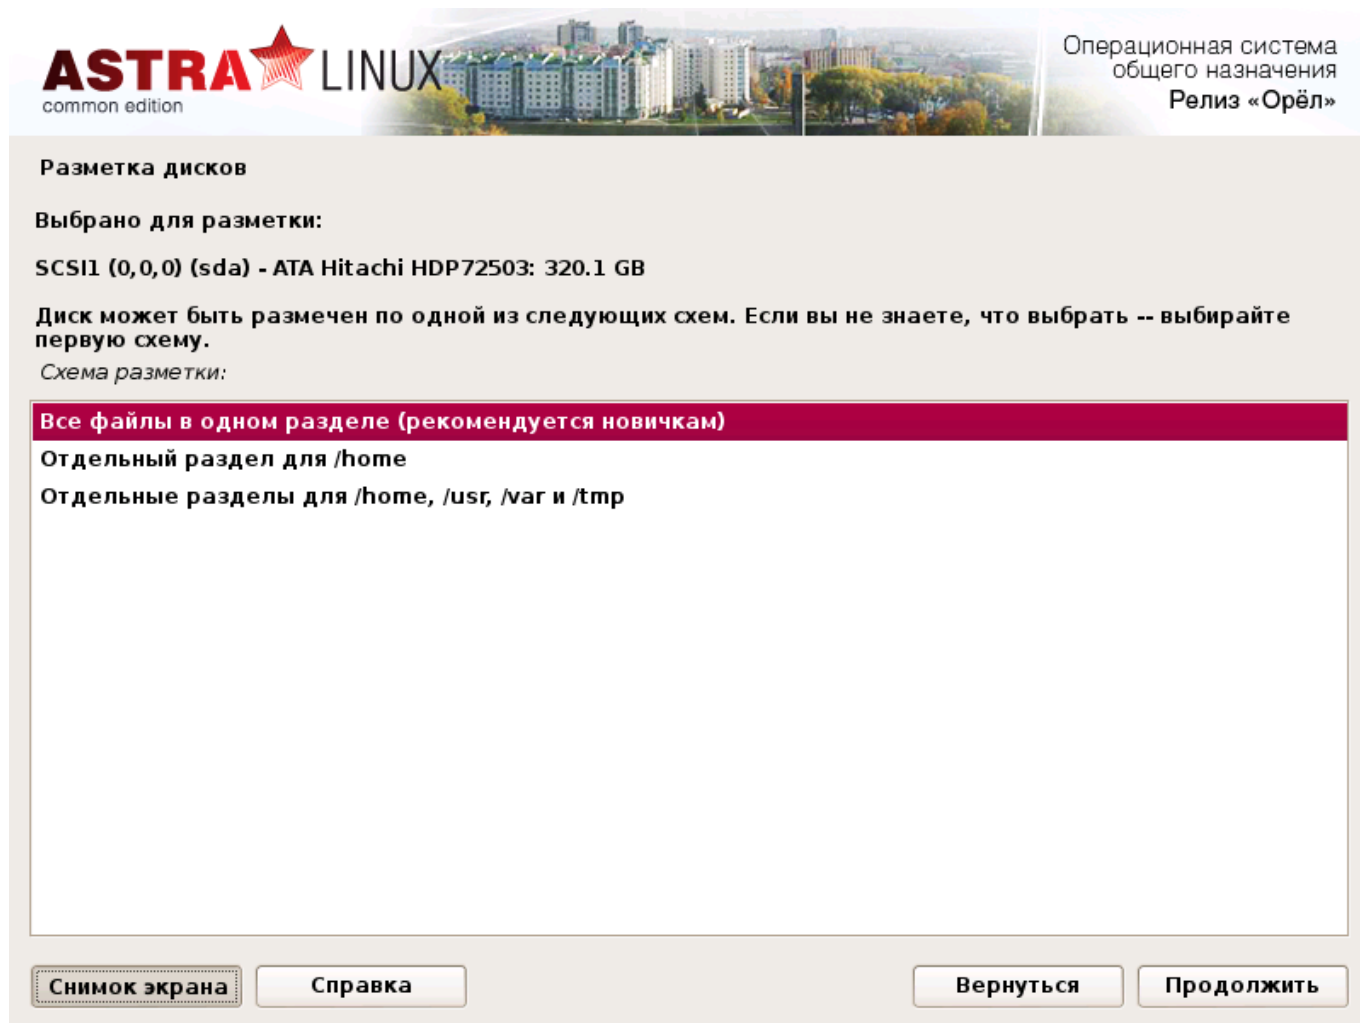 ASTRA LINUX
common edition
Операционная система
общего назначения
Релиз «Орёл»
Разметка дисков
Выбрано для разметки:
SCSI1 (0,0,0) (sda) - ATA Hitachi HDP72503: 320.1 GB
Диск может быть размечен по одной из следующих схем. Если вы не знаете, что выбрать -- выбирайте
первую схему.
Схема разметки:
Все файлы в одном разделе (рекомендуется новичкам)
Отдельный раздел для /home
Отдельные разделы для /home, /usr, /var и /tmp
Снимок экрана
Справка
Вернуться
Продолжить